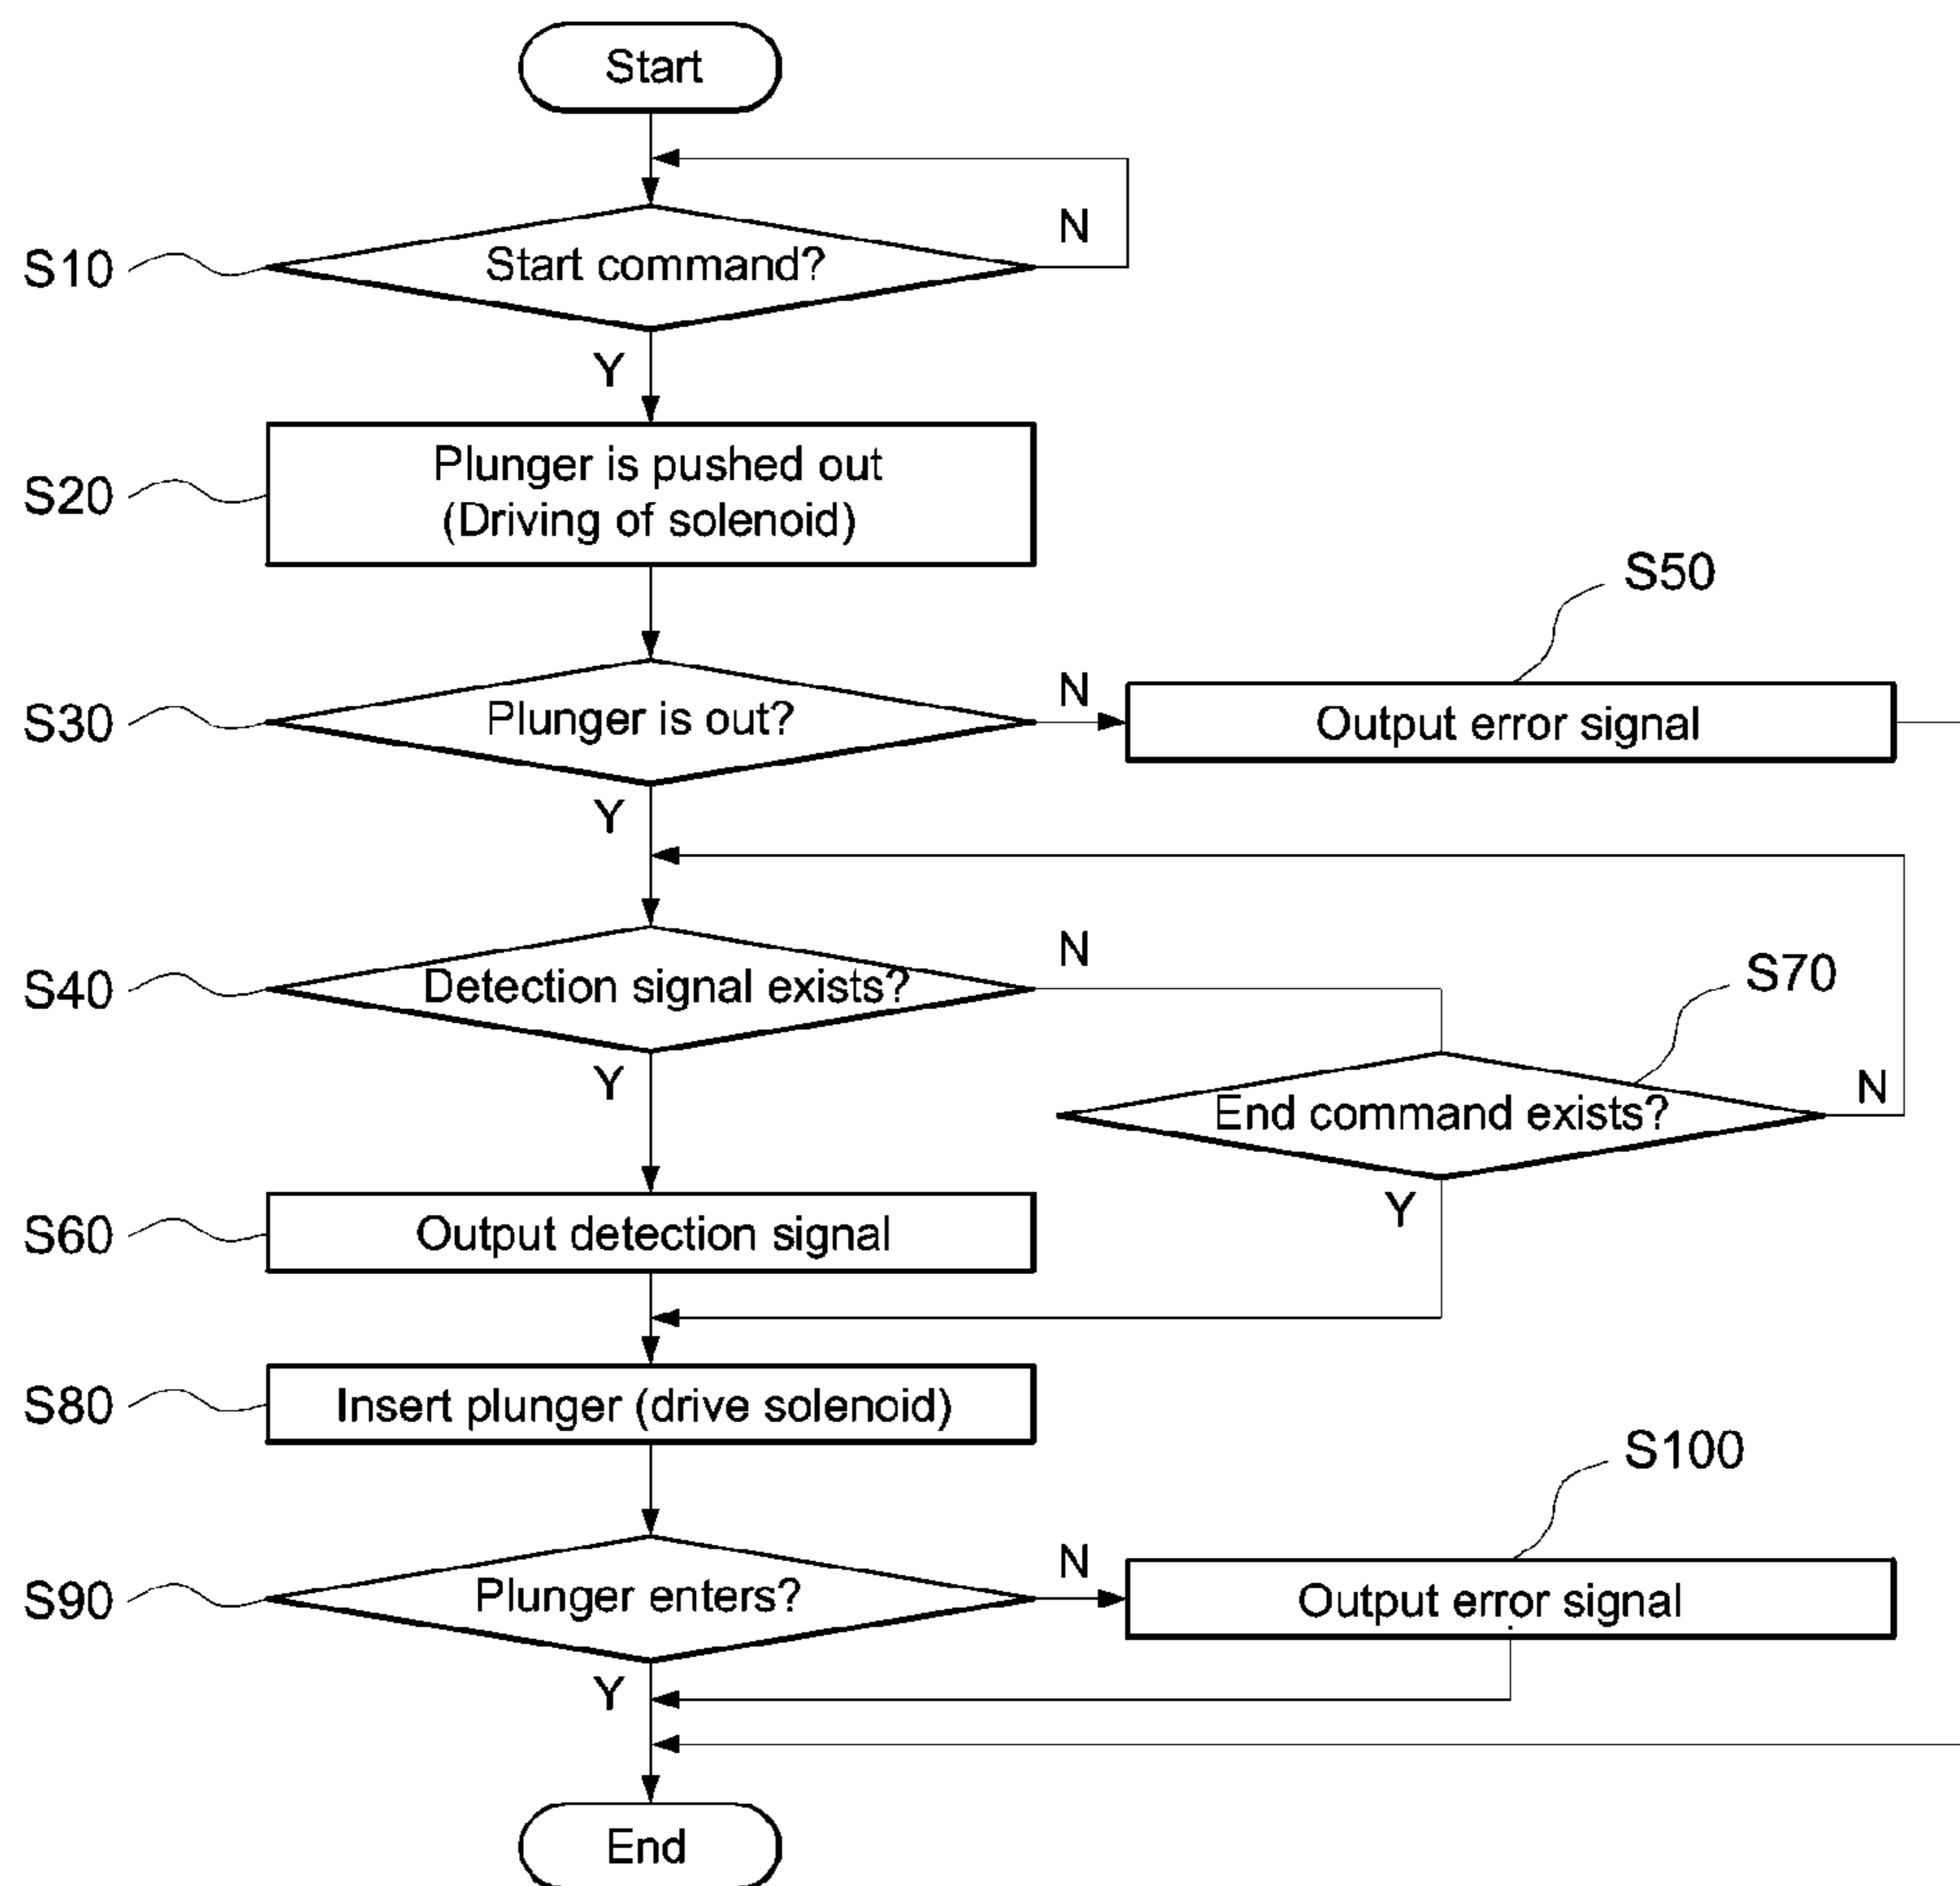 Start
N
S10
Start command?
Y
S20
Plunger is pushed out
(Driving of solenoid)
S50
S30
Plunger is out?
N
Output error signal
Y
S40
Detection signal exists?
N
S70
Y
End command exists?
N
S60
Output detection signal
Y
S80
Insert plunger (drive solenoid)
S100
S90
Plunger enters?
N
Output error signal
Y
End